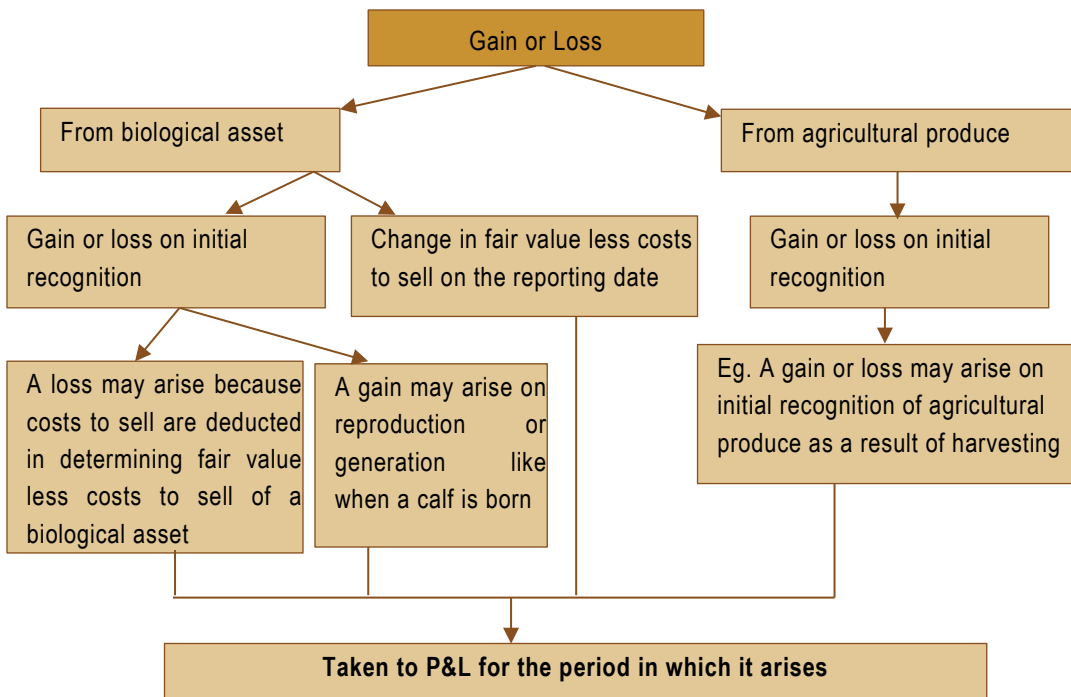 Gain or Loss
From biological asset
From agricultural produce
Gain or loss on initial
recognition
Change in fair value less costs
to sell on the reporting date
Gain or loss on initial
recognition
A loss may arise because
costs to sell are deducted
in determining fair value
less costs to sell of a
biological asset
A gain may arise on
reproduction or
generation like
when a calf is born
Eg. A gain or loss may arise on
initial recognition of agricultural
produce as a result of harvesting
Taken to P&L for the period in which it arises